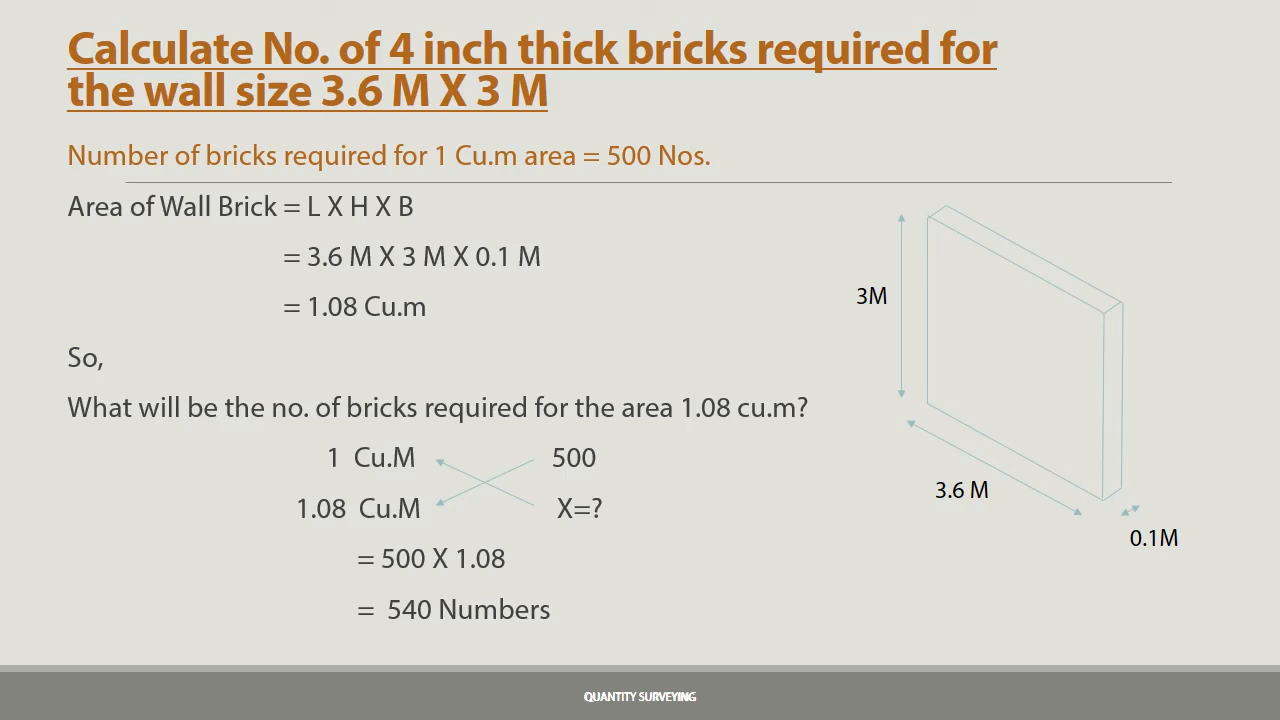 Calculate No. of 4 inch thick bricks required for
the wall size 3.6 M X 3 M
Number of bricks required for 1 Cu.m area = 500 Nos.
Area of Wall Brick = L X H X B
= 3.6 M X 3 M X 0.1 M
= 1.08 Cu.m
So,
What will be the no. of bricks required for the area 1.08 cu.m?
1 Cu.M 500
1.08 Cu.M X=?
= 500 X 1.08
= 540 Numbers
3M
3.6 M
0.1M
QUANTITY SURVEYING